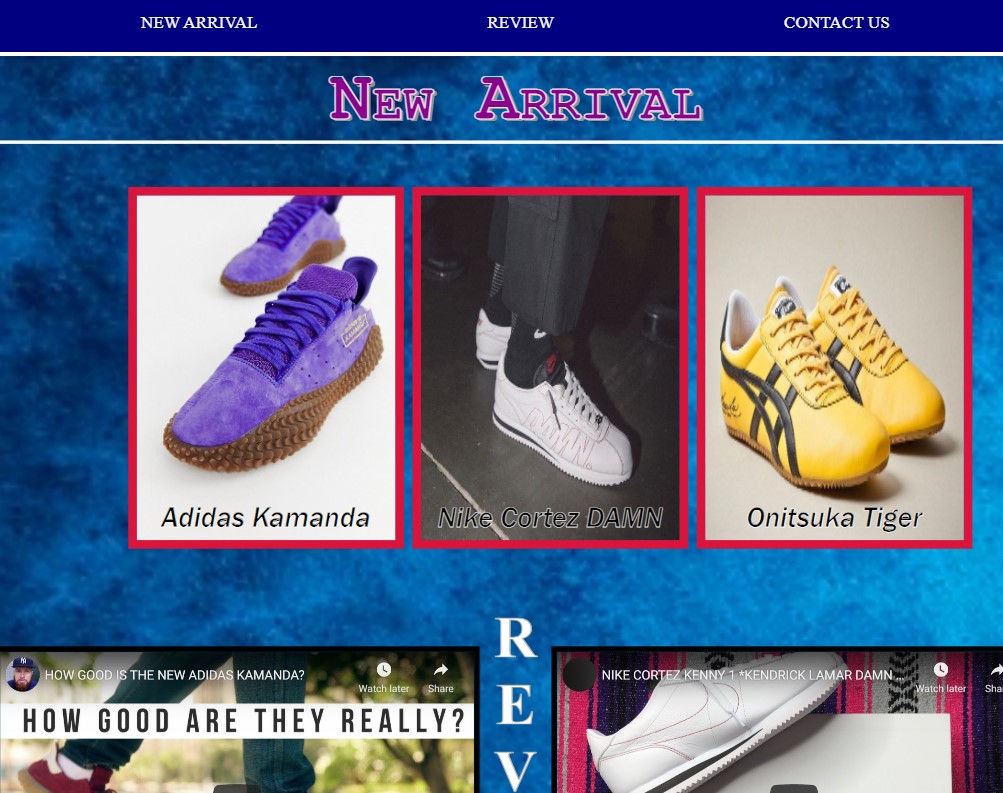 NEW ARRIVAL
REVIEW
CONTACT US
New Arrival
DAMN.
Adidas Kamanda
Nike Cortez DAMN
Onitsuka Tiger
HOW GOOD IS THE NEW ADIDAS KAMANDA?
Watch later
Share
HOW GOOD ARE THEY REALLY?
R
E
V
NIKE CORTEZ KENNY 1 *KENDRICK LAMAR DAMN ...
Watch later
Sha